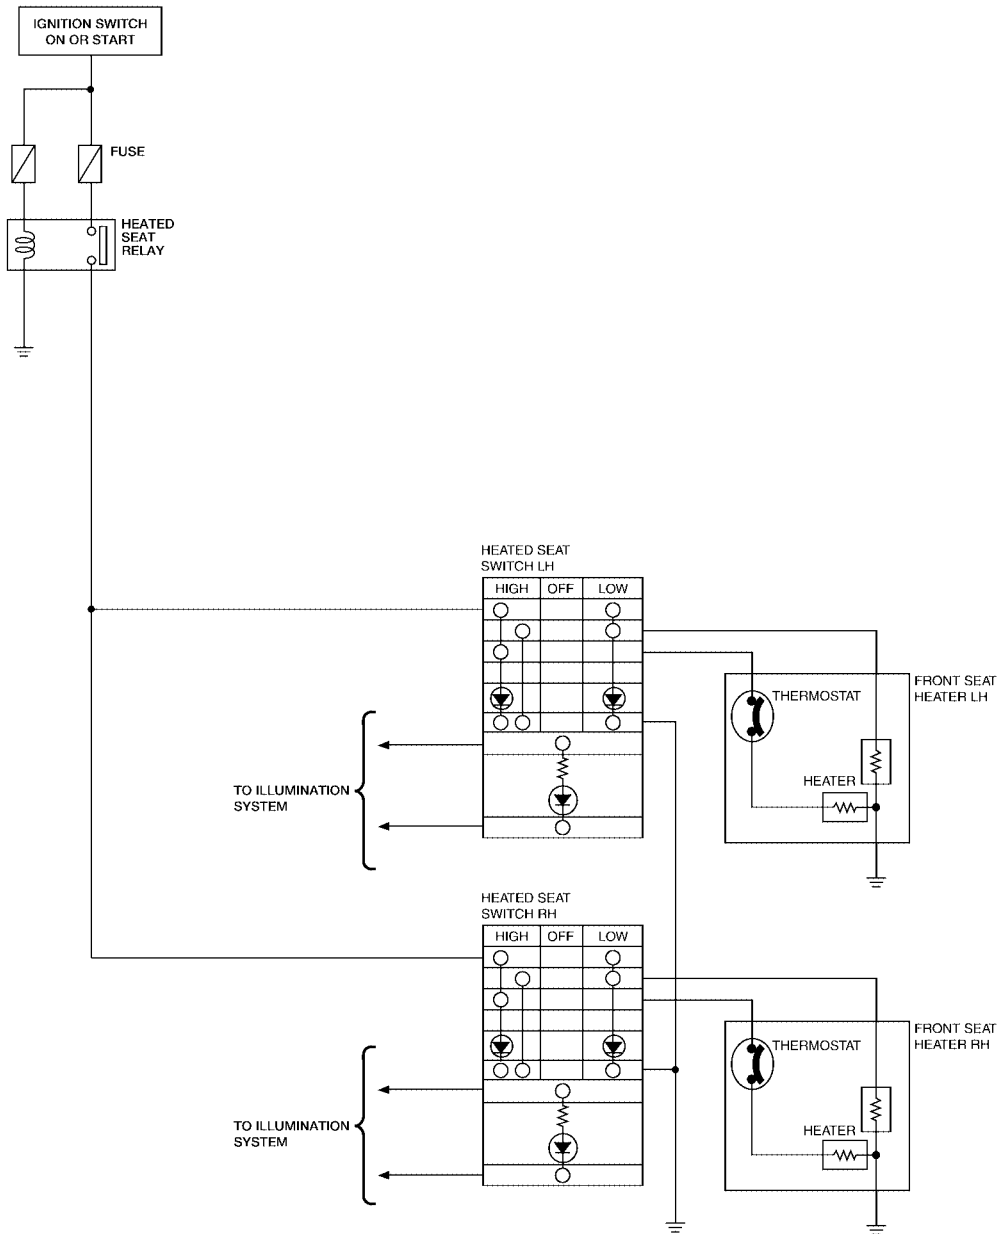 IGNITION SWITCH
ON OR START
FUSE
HEATED
SEAT
RELAY
HEATED SEAT
SWITCH LH
HIGH OFF LOW
FRONT SEAT
HEATER LH
THERMOSTAT
HEATER
TO ILLUMINATION
SYSTEM
HEATED SEAT
SWITCH RH
HIGH OFF LOW
FRONT SEAT
HEATER RH
THERMOSTAT
HEATER
TO ILLUMINATION
SYSTEM